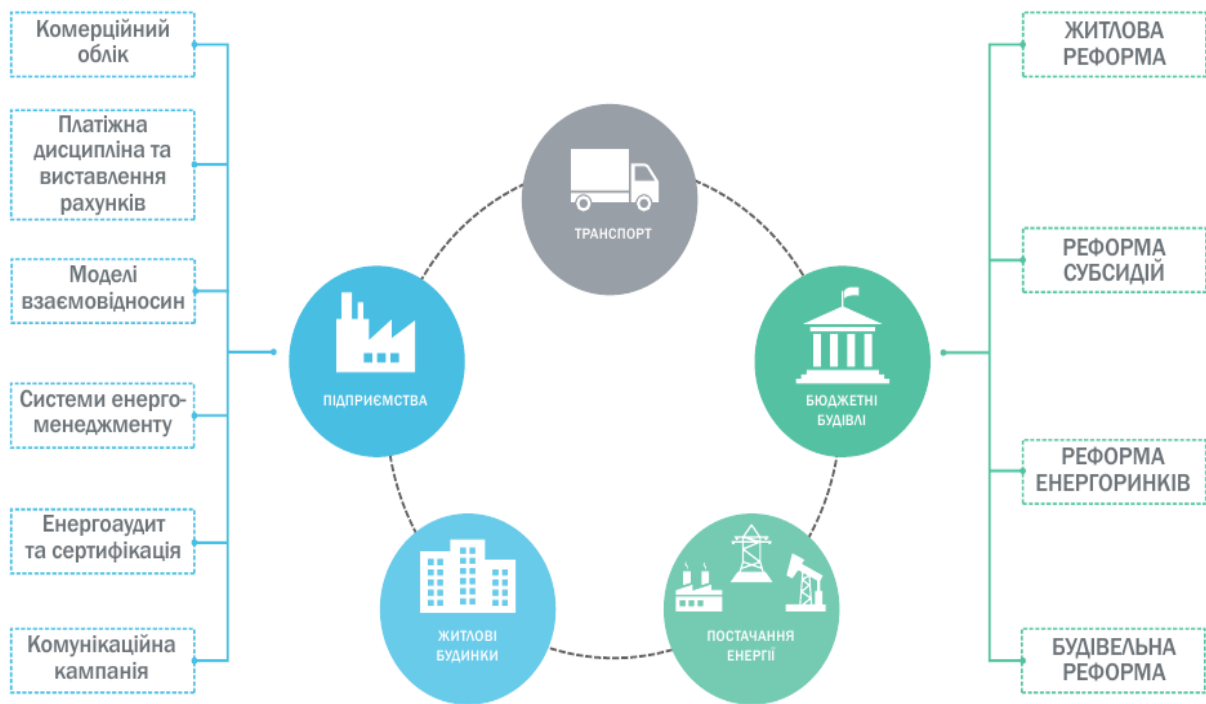 Комерційний
облік
Платіжна
дисципліна та
виставлення
рахунків
Моделі
взаємовідносин
Системи енерго-
менеджменту
Енергоаудит
та сертифікація
Комунікаційна
кампанія
ТРАНСПОРТ
ПІДПРИЄМСТВА
БЮДЖЕТНІ
БУДІВЛІ
ЖИТЛОВІ
БУДИНКИ
ПОСТАЧАННЯ
ЕНЕРГІЇ
ЖИТЛОВА
РЕФОРМА
РЕФОРМА
СУБСИДІЙ
РЕФОРМА
ЕНЕРГОРИНКІВ
БУДІВЕЛЬНА
РЕФОРМА